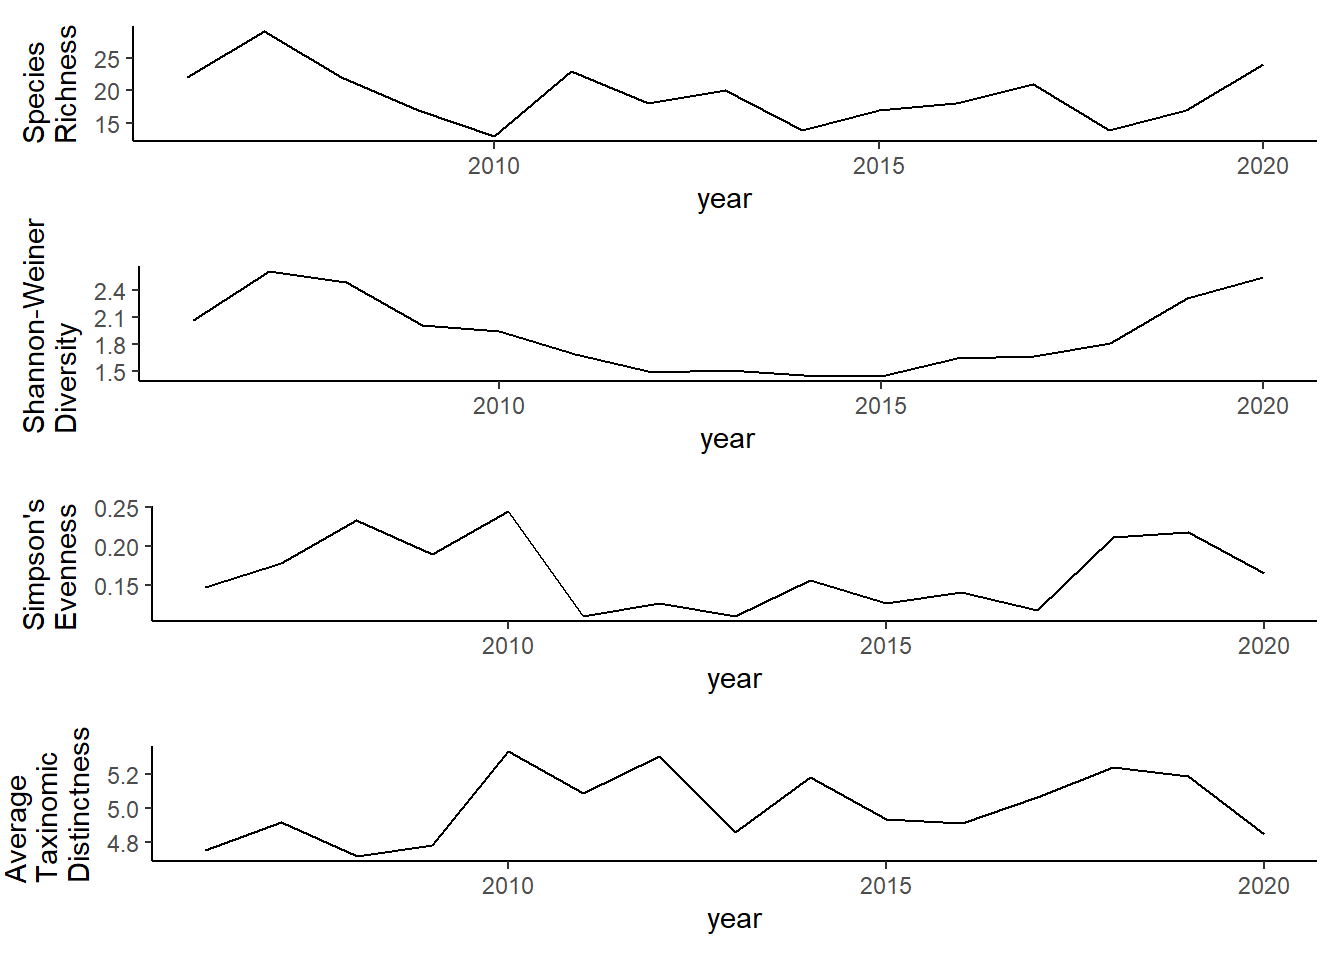 Species
Richness
25
20
15
2010 2015 2020
year
Shannon-Weiner
Diversity
2.4
2.1
1.8
1.5
2010 2015 2020
year
Simpson's
Evenness
0.25
0.20
0.15
2010 2015 2020
year
Average
Taxinomic
Distinctness
5.2
5.0
4.8
2010 2015 2020
year